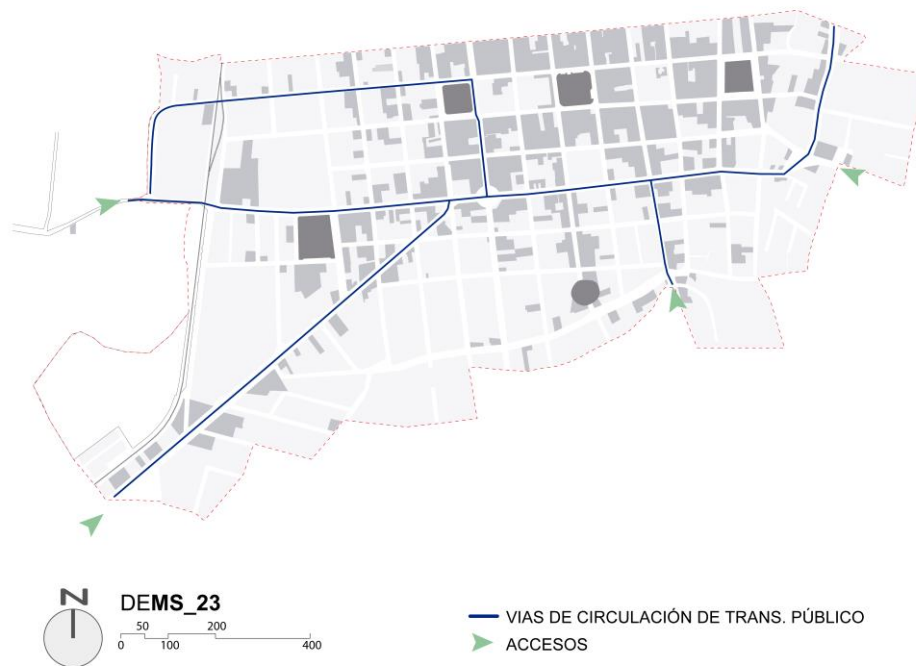 N
DEMS_23
50 200
0 100 400
VIAS DE CIRCULACIÓN DE TRANS. PÚBLICO
ACCESOS